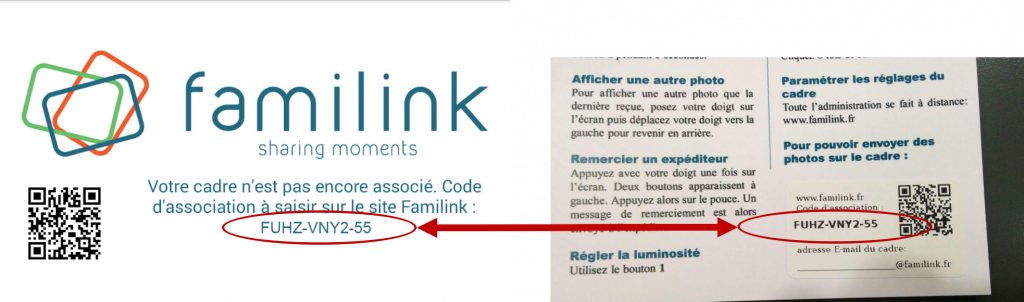 familink
sharing moments
Votre cadre n'est pas encore associé. Code
d'association à saisir sur le site Familink :
FUHZ-VNY2-55
Afficher une autre photo
Pour afficher une autre photo que la
dernière reçue, posez votre doigt sur
l'écran puis déplacez votre doigt vers la
gauche pour revenir en arrière.
Remercier un expéditeur
Appuyez avec votre doigt une fois sur
l'écran. Deux boutons apparaissent à
gauche. Appuyez alors sur le pouce. Un
message de remerciement est alors
Régler la luminosité
Utilisez le bouton 1
Paramétrer les réglages du
cadre
Toute l'administration se fait à distance:
www.familink.fr
Pour pouvoir envoyer des
photos sur le cadre :
www.familink.fr
Code d'association :
FUHZ-VNY2-55
adresse E-mail du cadre:
@familink.fr